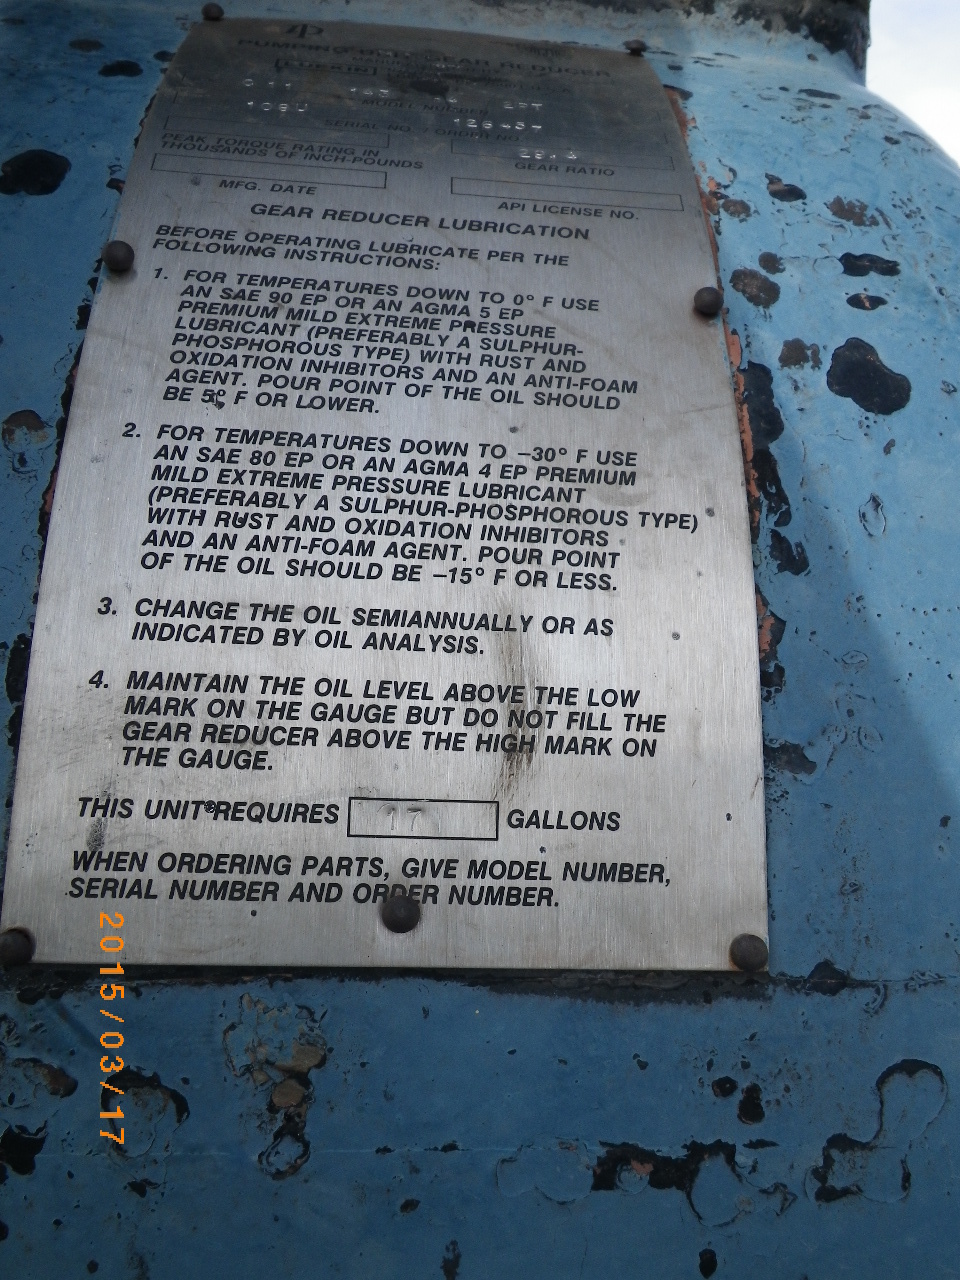 PUMPING UNIT GEAR REDUCER
LUFKIN
MODEL NUMBER
SERIAL NO. / ORDER NO.
29.4
PEAK TORQUE RATING IN
THOUSANDS OF INCH-POUNDS
GEAR RATIO
MFG. DATE
API LICENSE NO.
GEAR REDUCER LUBRICATION
BEFORE OPERATING LUBRICATE PER THE
FOLLOWING INSTRUCTIONS:
1. FOR TEMPERATURES DOWN TO 0° F USE
AN SAE 90 EP OR AN AGMA 5 EP
PREMIUM MILD EXTREME PRESSURE
LUBRICANT (PREFERABLY A SULPHUR-
PHOSPHOROUS TYPE) WITH RUST AND
OXIDATION INHIBITORS AND AN ANTI-FOAM
AGENT. POUR POINT OF THE OIL SHOULD
BE 5° F OR LOWER.
2. FOR TEMPERATURES DOWN TO –30° F USE
AN SAE 80 EP OR AN AGMA 4 EP PREMIUM
MILD EXTREME PRESSURE LUBRICANT
(PREFERABLY A SULPHUR-PHOSPHOROUS TYPE)
WITH RUST AND OXIDATION INHIBITORS
AND AN ANTI-FOAM AGENT. POUR POINT
OF THE OIL SHOULD BE –15° F OR LESS.
3. CHANGE THE OIL SEMIANNUALLY OR AS
INDICATED BY OIL ANALYSIS.
4. MAINTAIN THE OIL LEVEL ABOVE THE LOW
MARK ON THE GAUGE BUT DO NOT FILL THE
GEAR REDUCER ABOVE THE HIGH MARK ON
THE GAUGE.
THIS UNIT REQUIRES 17 GALLONS
WHEN ORDERING PARTS, GIVE MODEL NUMBER,
SERIAL NUMBER AND ORDER NUMBER.
2015/03/17